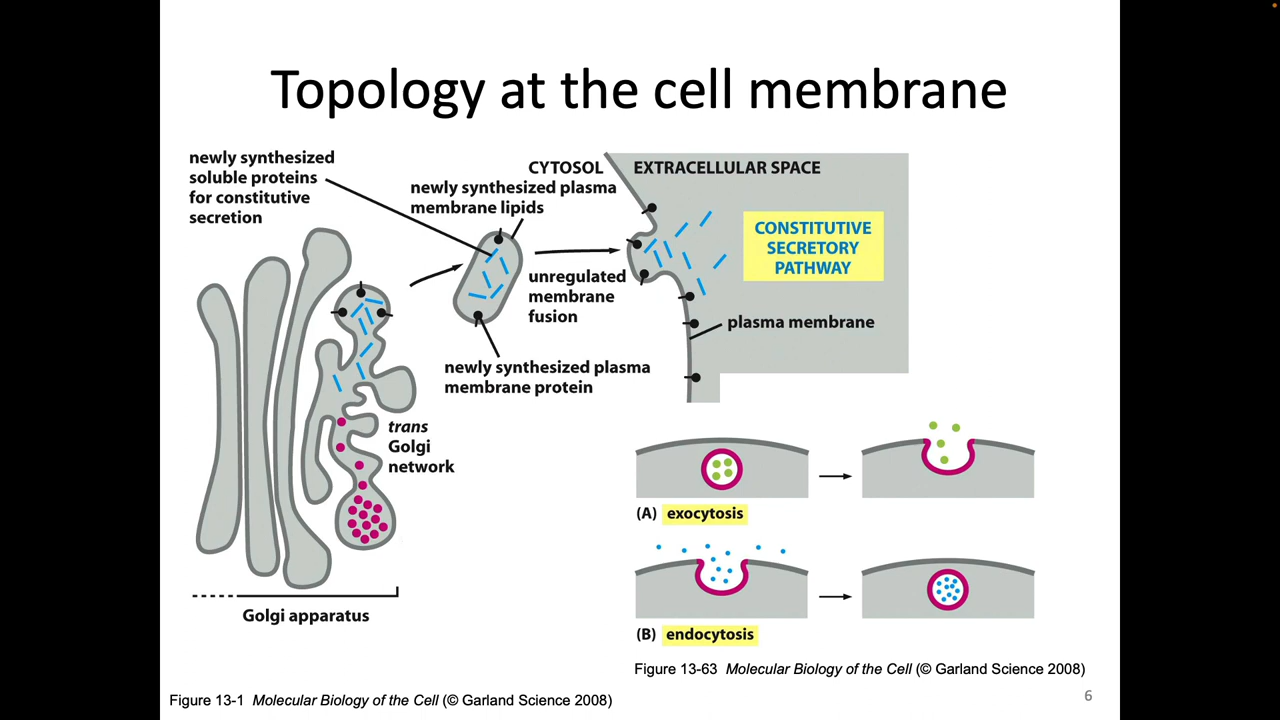 Topology at the cell membrane
newly synthesized
soluble proteins
for constitutive
secretion
CYTOSOL
newly synthesized plasma
membrane lipids
EXTRACELLULAR SPACE
CONSTITUTIVE
SECRETORY
PATHWAY
unregulated
membrane
fusion
plasma membrane
newly synthesized plasma
membrane protein
trans
Golgi
network
Golgi apparatus
(A) exocytosis
(B) endocytosis
Figure 13-63 Molecular Biology of the Cell (© Garland Science 2008)
Figure 13-1 Molecular Biology of the Cell (© Garland Science 2008)
6